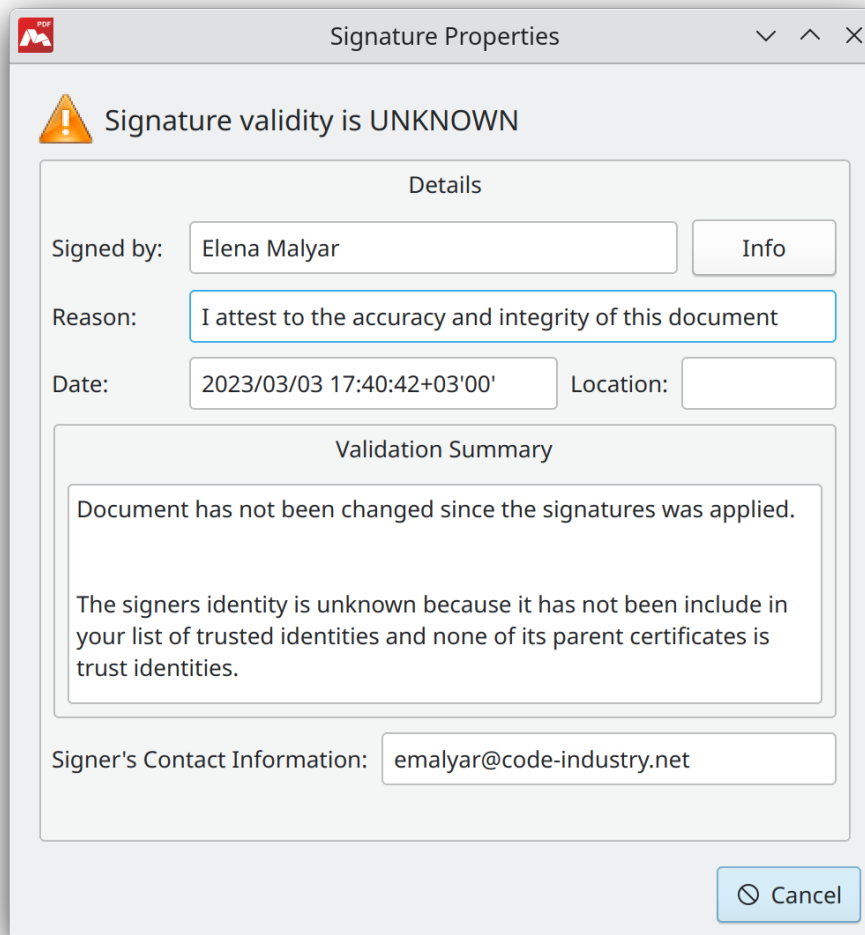 PDF
Signature Properties
Signature validity is UNKNOWN
Details
Signed by: Elena Malyar Info
Reason: I attest to the accuracy and integrity of this document
Date: 2023/03/03 17:40:42+03'00' Location:
Validation Summary
Document has not been changed since the signatures was applied.
The signers identity is unknown because it has not been include in
your list of trusted identities and none of its parent certificates is
trust identities.
Signer's Contact Information: emalyar@code-industry.net
Cancel